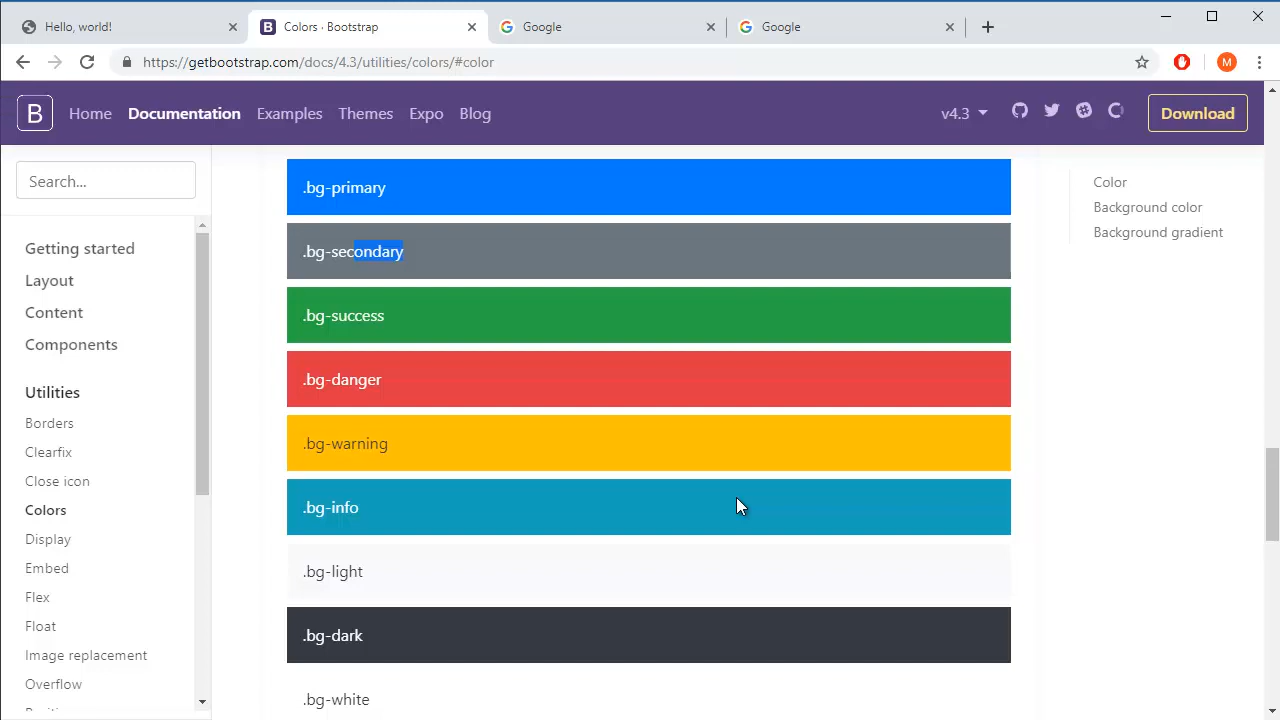 Hello, world!
Colors · Bootstrap
Google
Google
https://getbootstrap.com/docs/4.3/utilities/colors/#color
M
B
Home
Documentation
Examples
Themes
Expo
Blog
v4.3
Download
Search...
Getting started
Layout
Content
Components
Utilities
Borders
Clearfix
Close icon
Colors
Display
Embed
Flex
Float
Image replacement
Overflow
.bg-primary
.bg-secondary
.bg-success
.bg-danger
.bg-warning
.bg-info
.bg-light
.bg-dark
.bg-white
Color
Background color
Background gradient